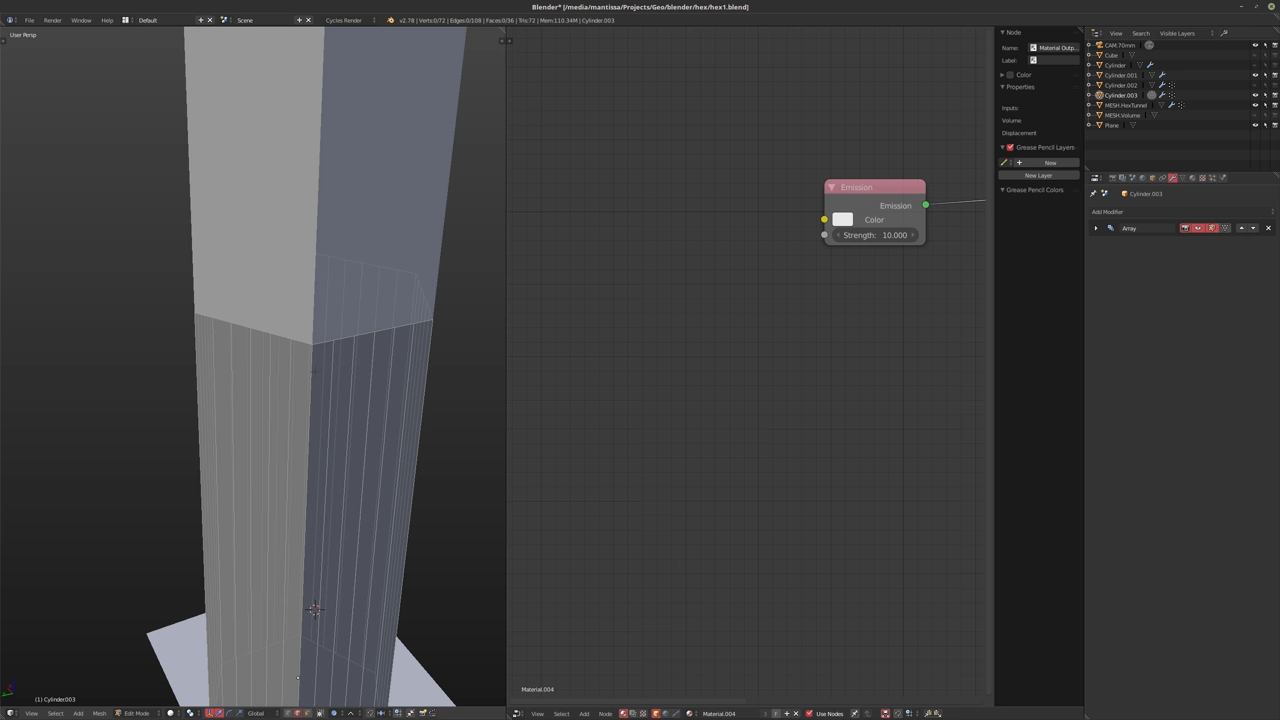 Blender* [/media/mantissa/Projects/Geo/blender/hex/hex1.blend]
File Render Window Help Default Scene Cycles Render v2.78 | Verts:0/72 | Edges:0/108 | Faces:0/36 | Tris:72 | Mem:110.34M | Cylinder.003
User Persp
Node
Name: Material Outp...
Label:
Color
Properties
Inputs:
Volume
Displacement
Grease Pencil Layers
New
New Layer
Grease Pencil Colors
Emission
Emission
Color
Strength: 10.000
View Search Visible Layers
CAM.70mm
Cube
Cylinder
Cylinder.001
Cylinder.002
Cylinder.003
MESH.HexTunnel
MESH.Volume
Plane
Cylinder.003
Add Modifier
Array
Material.004
(1) Cylinder.003
View Select Add Mesh Edit Mode Global
View Select Add Node Material.004 F Use Nodes